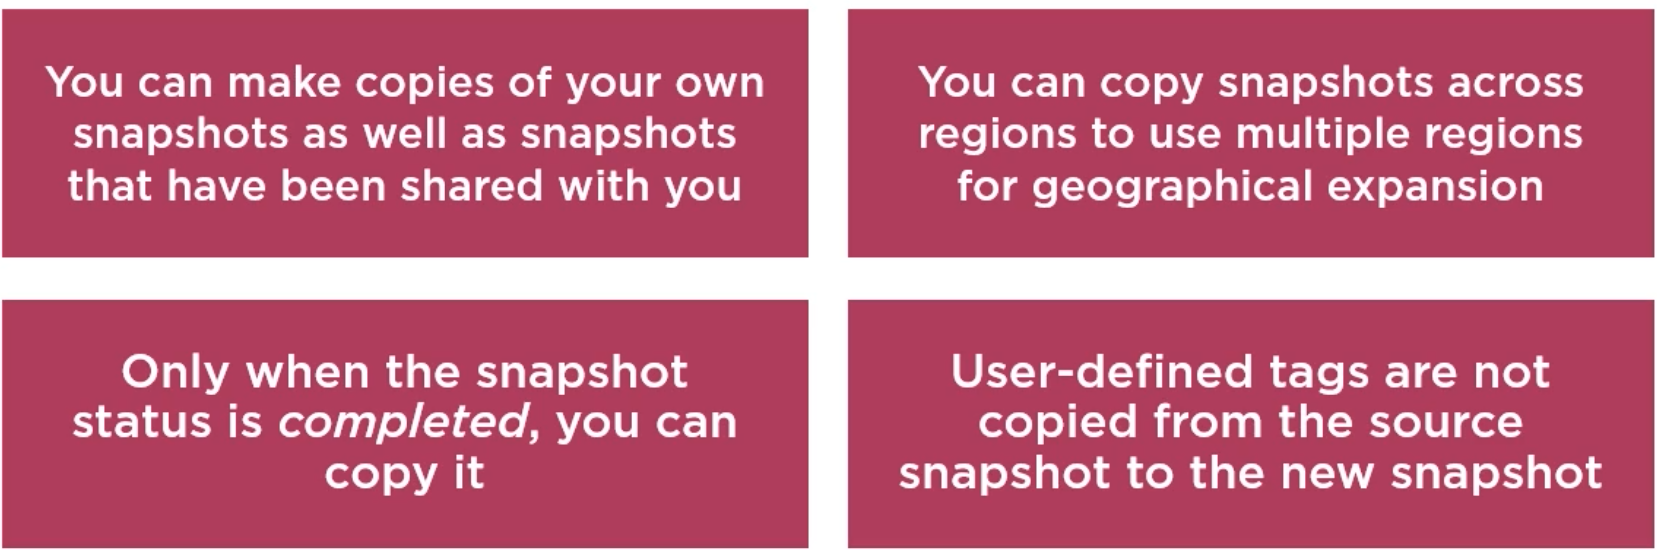 You can make copies of your own
snapshots as well as snapshots
that have been shared with you
You can copy snapshots across
regions to use multiple regions
for geographical expansion
Only when the snapshot
status is completed, you can
copy it
User-defined tags are not
copied from the source
snapshot to the new snapshot